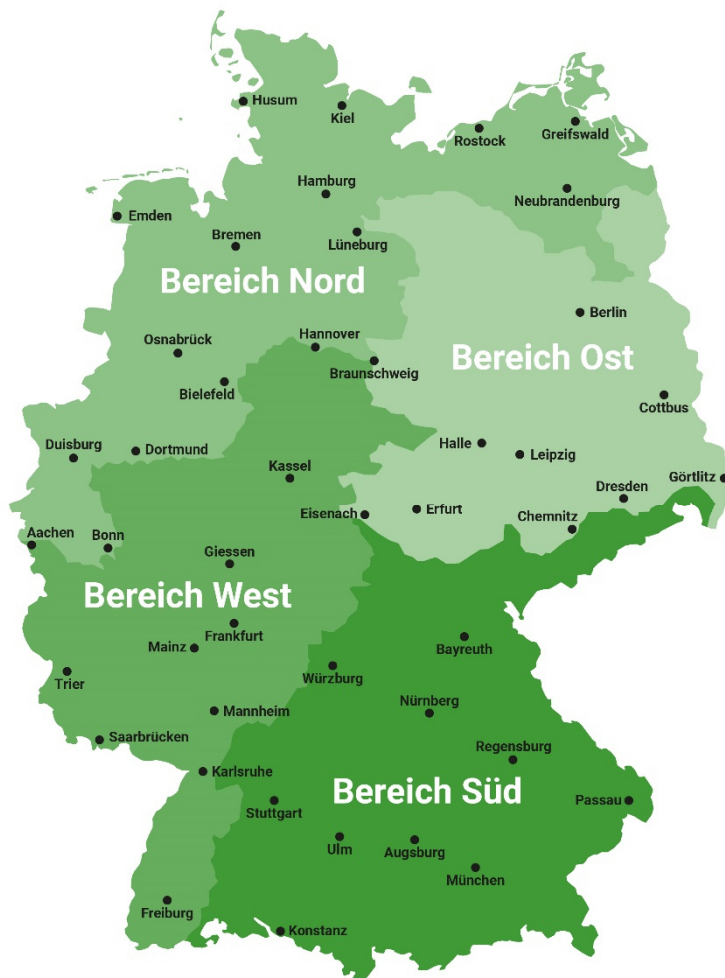 Husum
Kiel
Rostock
Greifswald
Hamburg
Neubrandenburg
Emden
Bremen
Lüneburg
Bereich Nord
Berlin
Hannover
Osnabrück
Bereich Ost
Braunschweig
Bielefeld
Cottbus
Duisburg
Dortmund
Halle
Leipzig
Kassel
Görtlitz
Dresden
Eisenach
Erfurt
Chemnitz
Aachen
Bonn
Giessen
Bereich West
Frankfurt
Mainz
Bayreuth
Trier
Würzburg
Nürnberg
Mannheim
Saarbrücken
Regensburg
Karlsruhe
Bereich Süd
Passau
Stuttgart
Ulm
Augsburg
München
Freiburg
Konstanz